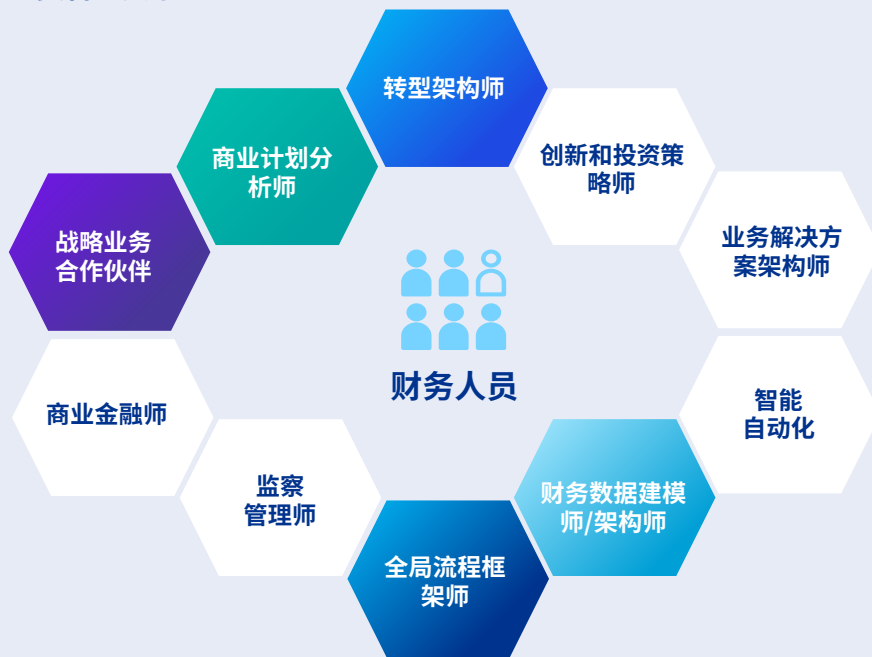 转型架构师
商业计划分
析师
创新和投资策
略师
战略业务
合作伙伴
业务解决方
案架构师
财务人员
商业金融师
智能
自动化
监察
管理师
财务数据建模
师/架构师
全局流程框
架师